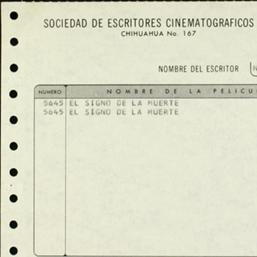 SOCIEDAD DE ESCRITORES CINEMATOGRAFICOS
CHIHUAHUA No. 167
NOMBRE DEL ESCRITOR
NUMERO NOMBRE DE LA PELICU
5645 EL SIGNO DE LA MUERTE
5645 EL SIGNO DE LA MUERTE